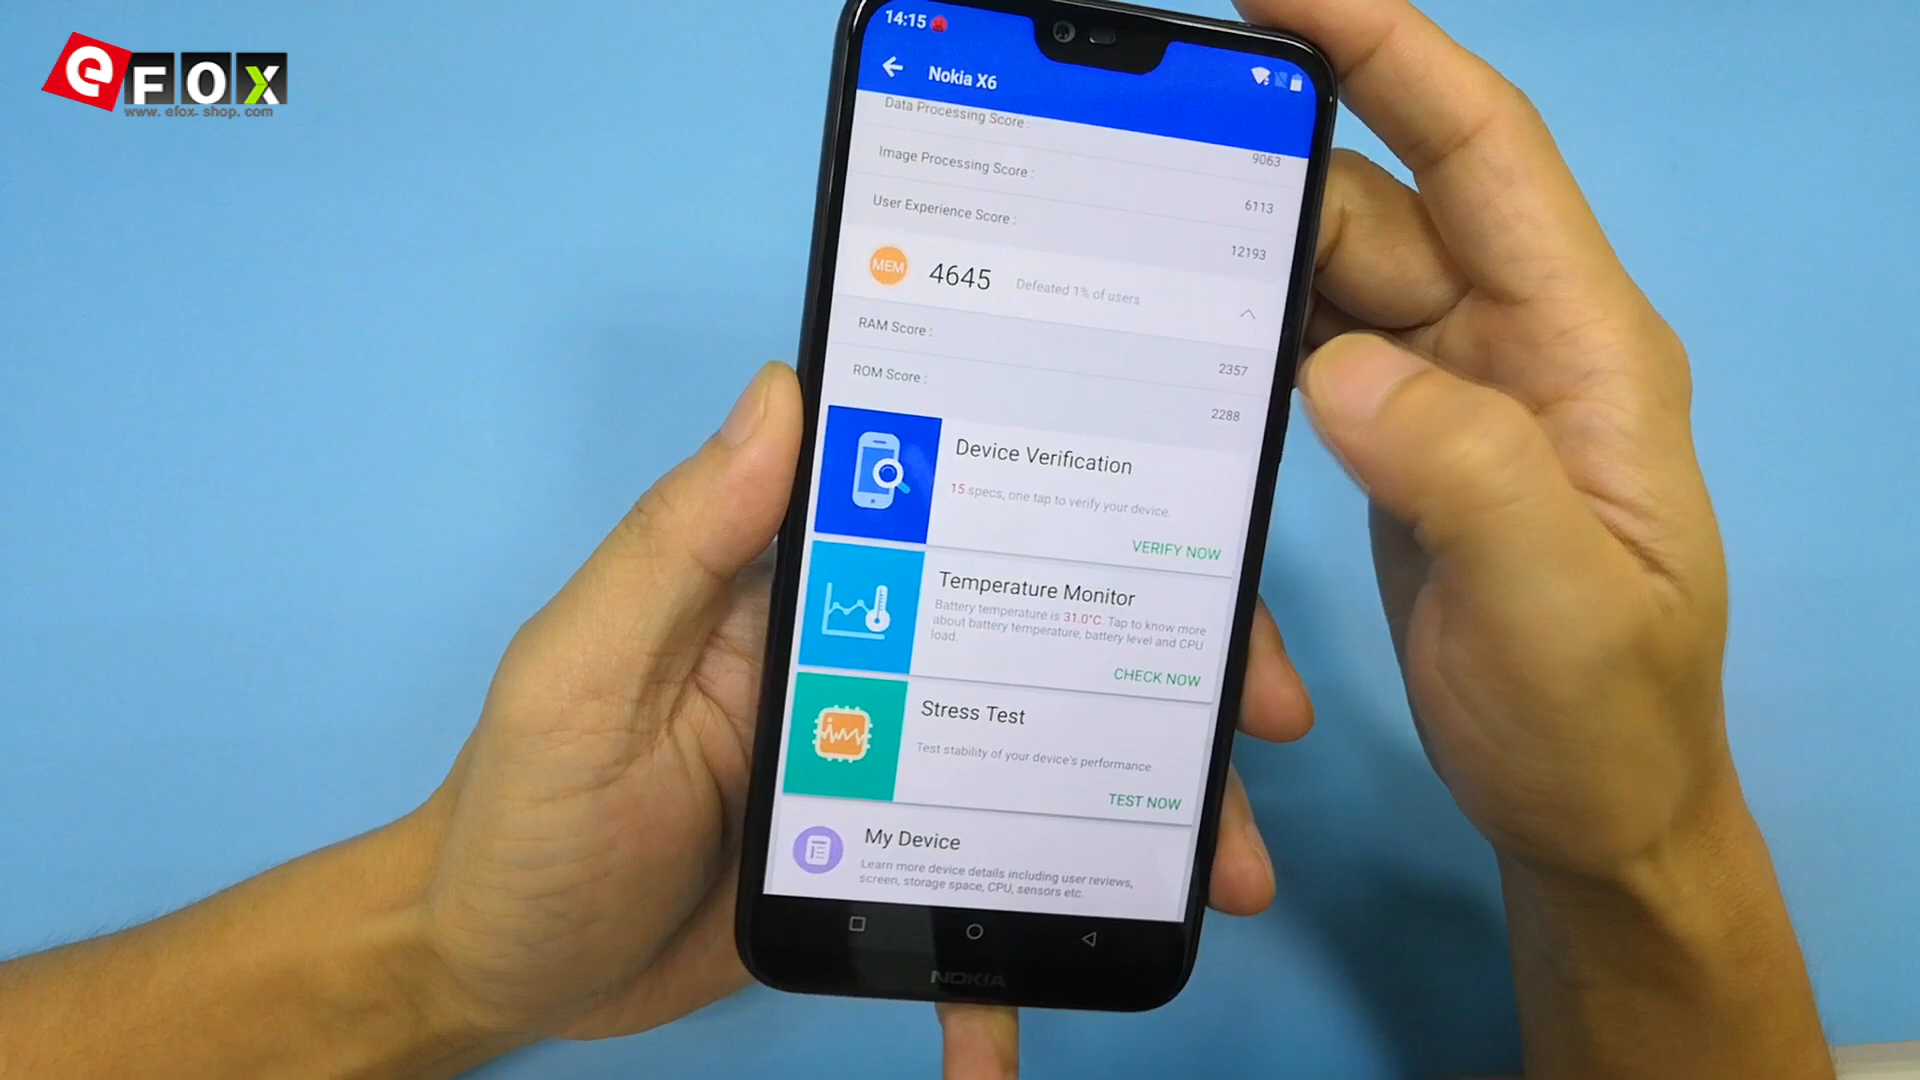 eFOX
www. efox- shop. com
14:15
Nokia X6
Data Processing Score :
9063
Image Processing Score :
6113
User Experience Score :
12193
MEM
4645
Defeated 1% of users
RAM Score :
2357
ROM Score :
2288
Device Verification
15 specs, one tap to verify your device.
VERIFY NOW
Temperature Monitor
Battery temperature is 31.0°C. Tap to know more
about battery temperature, battery level and CPU
load.
CHECK NOW
Stress Test
Test stability of your device's performance
TEST NOW
My Device
Learn more device details including user reviews,
screen, storage space, CPU, sensors etc.
NOKIA